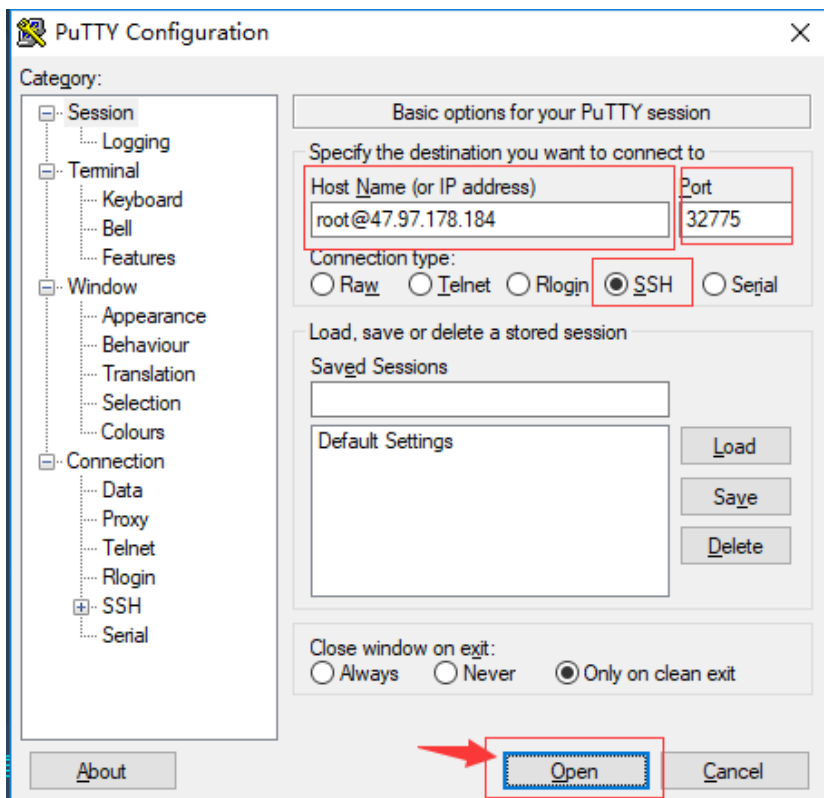 PuTTY Configuration
Category:
Session
Logging
Terminal
Keyboard
Bell
Features
Window
Appearance
Behaviour
Translation
Selection
Colours
Connection
Data
Proxy
Telnet
Rlogin
SSH
Serial
Basic options for your PuTTY session
Specify the destination you want to connect to
Host Name (or IP address) Port
root@47.97.178.184 32775
Connection type:
Raw Telnet Rlogin SSH Serial
Load, save or delete a stored session
Saved Sessions
Default Settings
Load
Save
Delete
Close window on exit:
Always Never Only on clean exit
About Open Cancel